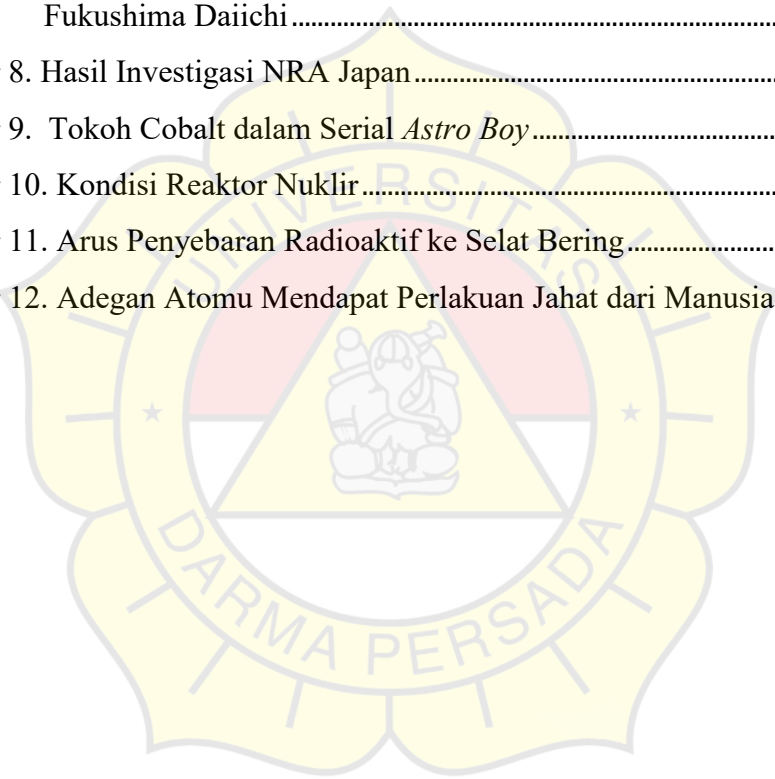 Fukushima Daiichi
8. Hasil Investigasi NRA Japan
9. Tokoh Cobalt dalam Serial Astro Boy
10. Kondisi Reaktor Nuklir
11. Arus Penyebaran Radioaktif ke Selat Bering
12. Adegan Atomu Mendapat Perlakuan Jahat dari Manusia
UNIVERSITAS
DARMA PERSADA